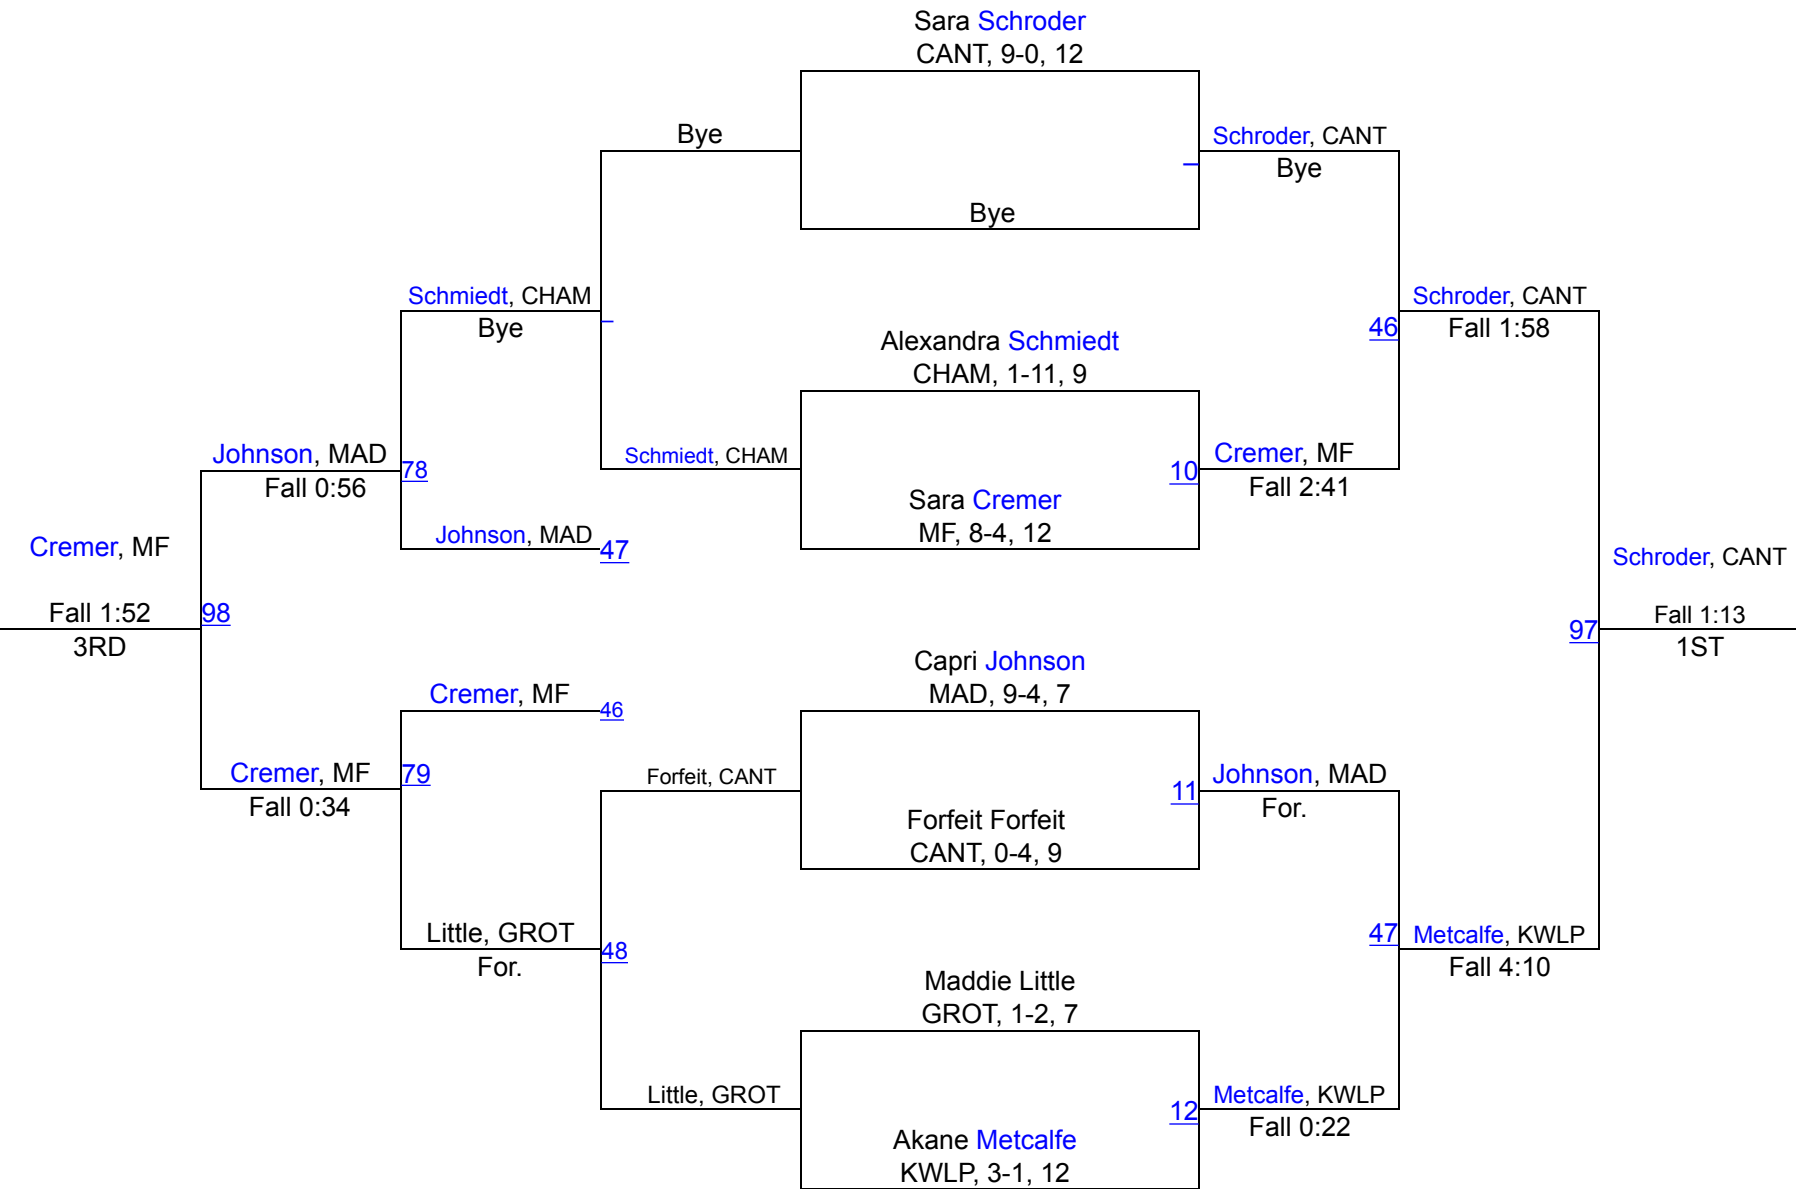 Sara Schroder
CANT, 9-0, 12
Bye
Schroder, CANT
Bye
Bye
Schmiedt, CHAM
Bye
Schroder, CANT
46
Fall 1:58
Alexandra Schmiedt
CHAM, 1-11, 9
Johnson, MAD
78
Fall 0:56
Schmiedt, CHAM
10
Cremer, MF
Fall 2:41
Sara Cremer
MF, 8-4, 12
Johnson, MAD
47
Cremer, MF
Fall 1:52
98
3RD
Schroder, CANT
Fall 1:13
97
1ST
Capri Johnson
MAD, 9-4, 7
Cremer, MF
46
Cremer, MF
79
Fall 0:34
Forfeit, CANT
11
Johnson, MAD
For.
Forfeit Forfeit
CANT, 0-4, 9
Little, GROT
48
For.
47
Metcalfe, KWLP
Fall 4:10
Maddie Little
GROT, 1-2, 7
Little, GROT
12
Metcalfe, KWLP
Fall 0:22
Akane Metcalfe
KWLP, 3-1, 12